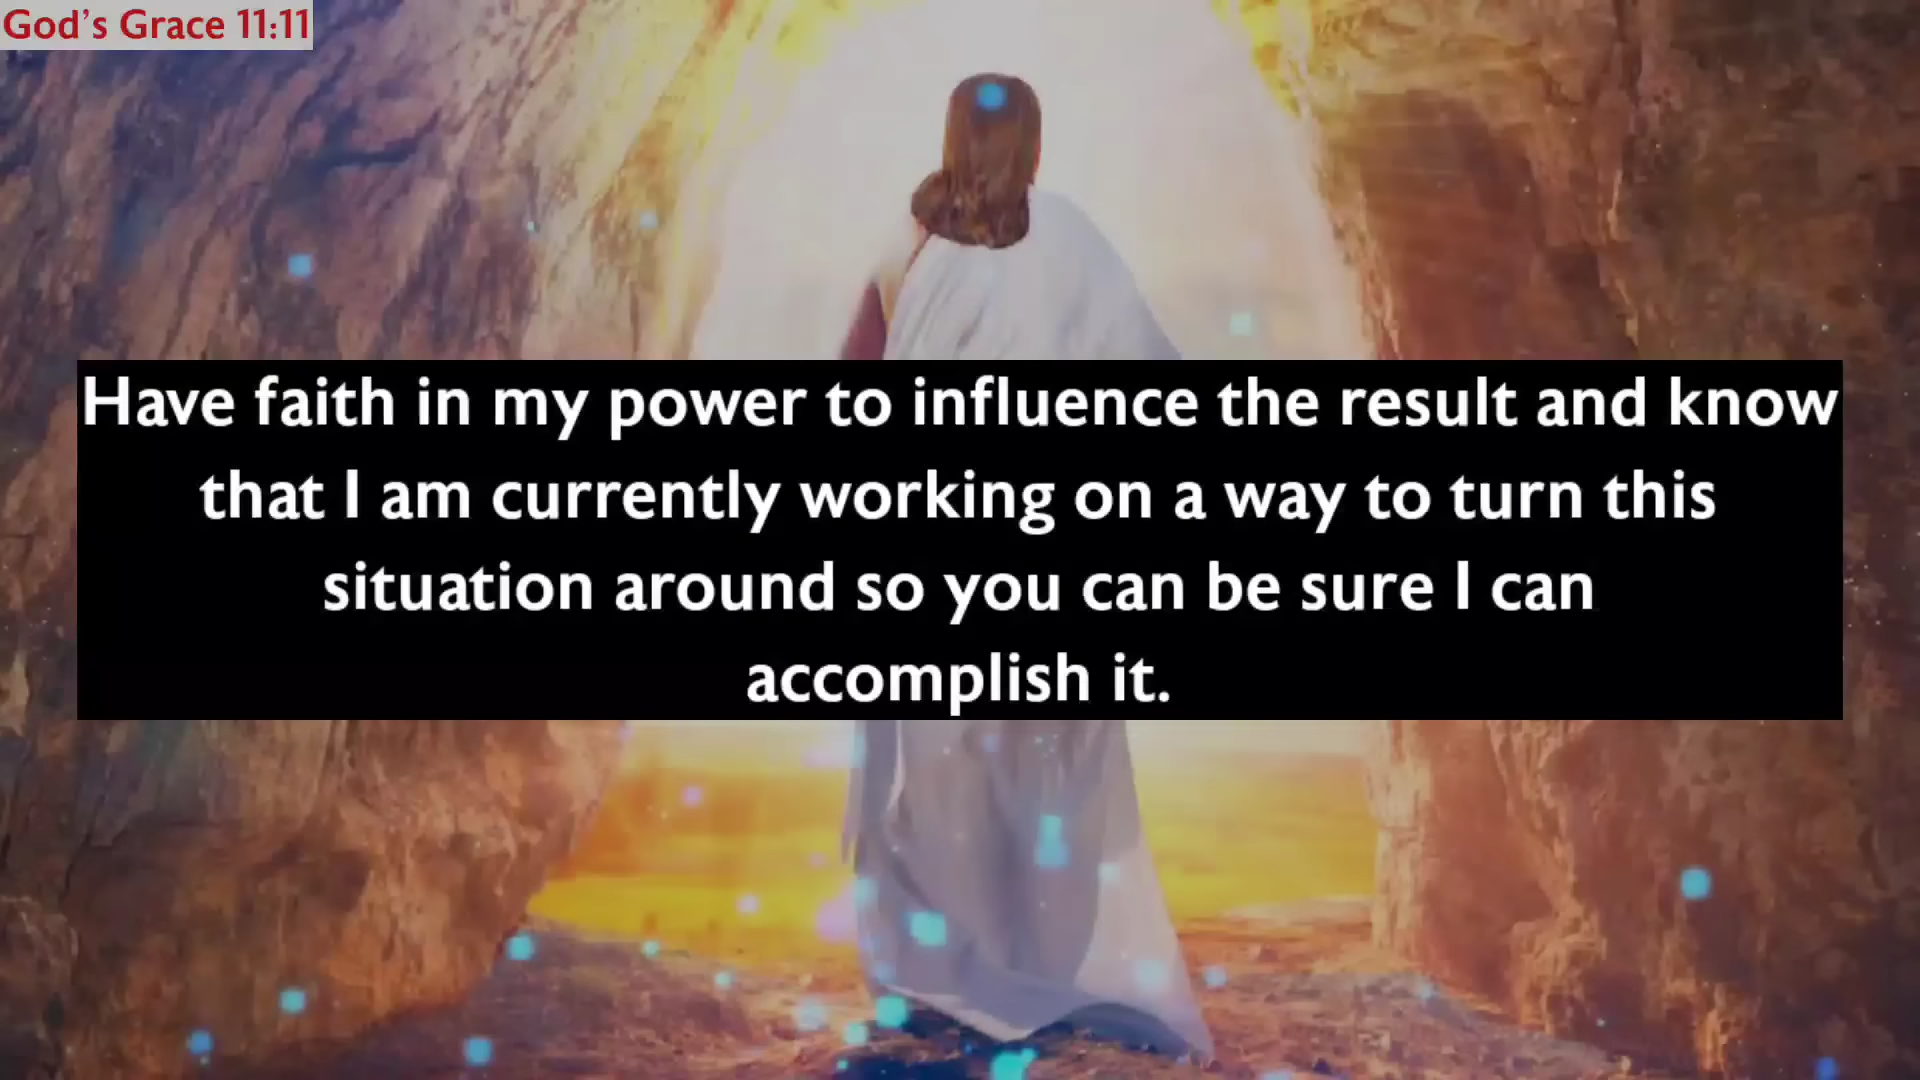 God’s Grace 11:11
Have faith in my power to influence the result and know
that I am currently working on a way to turn this
situation around so you can be sure I can
accomplish it.